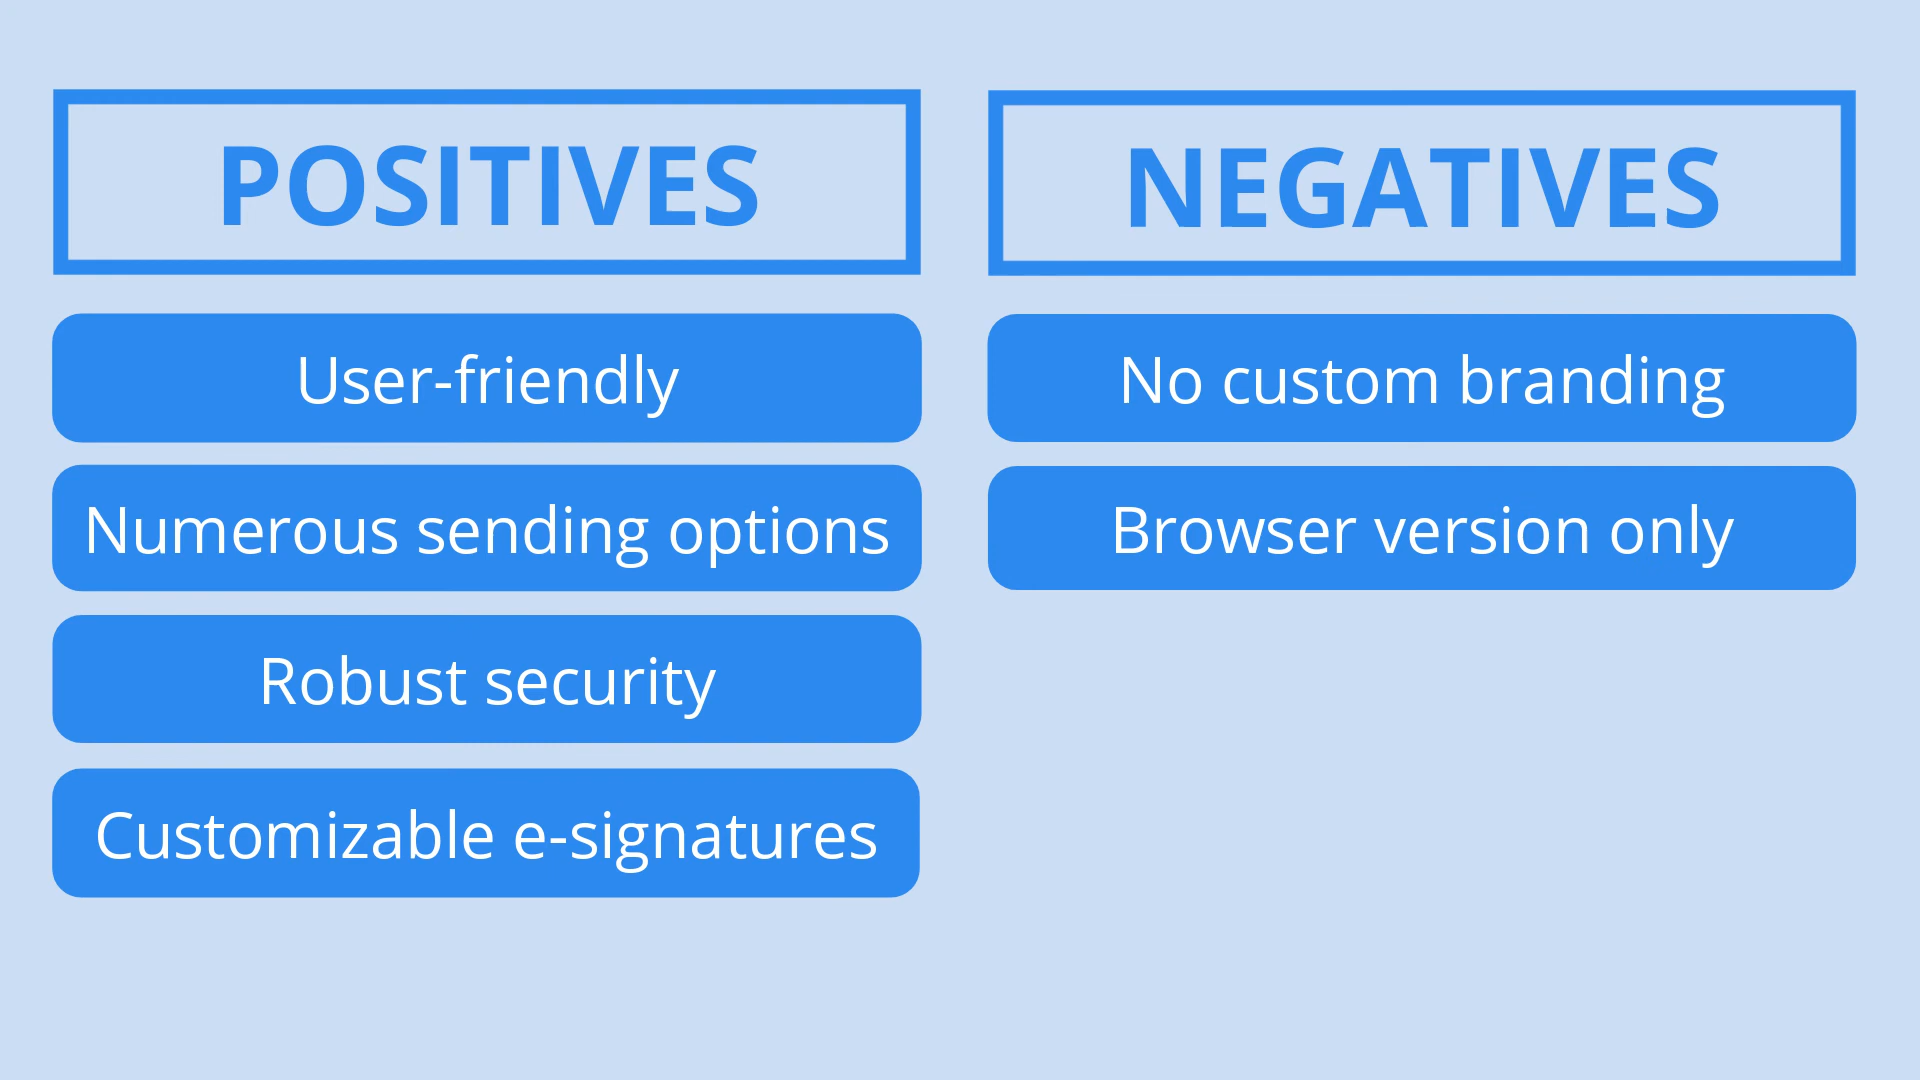 POSITIVES
User-friendly
Numerous sending options
Robust security
Customizable e-signatures
NEGATIVES
No custom branding
Browser version only